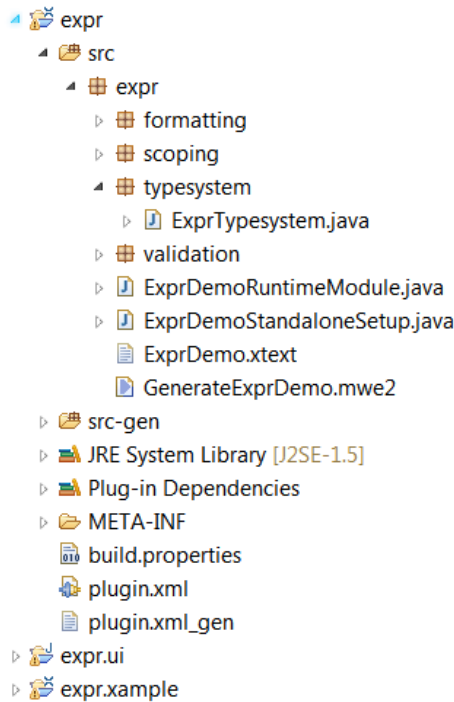 expr
src
expr
formatting
scoping
typesystem
ExprTypesystem.java
validation
ExprDemoRuntimeModule.java
ExprDemoStandaloneSetup.java
ExprDemo.xtext
GenerateExprDemo.mwe2
src-gen
JRE System Library [J2SE-1.5]
Plug-in Dependencies
META-INF
build.properties
plugin.xml
plugin.xml_gen
expr.ui
expr.xample